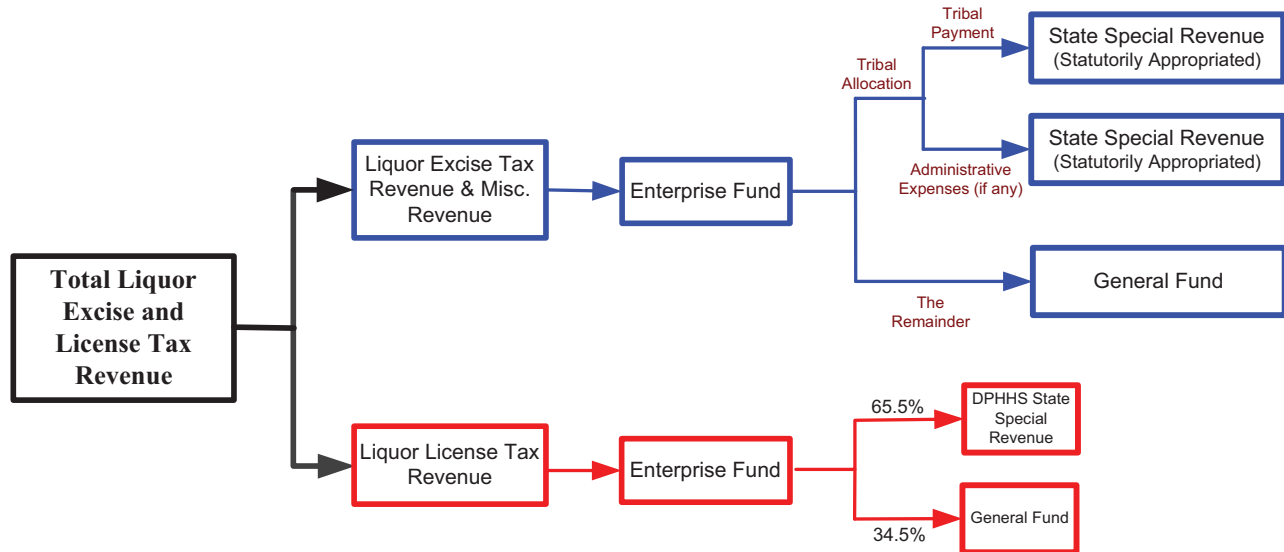 Total Liquor
Excise and
License Tax
Revenue
Liquor Excise Tax
Revenue & Misc.
Revenue
Enterprise Fund
Tribal
Allocation
Tribal
Payment
State Special Revenue
(Statutorily Appropriated)
Administrative
Expenses (if any)
State Special Revenue
(Statutorily Appropriated)
The
Remainder
General Fund
Liquor License Tax
Revenue
Enterprise Fund
65.5%
DPHHS State
Special
Revenue
34.5%
General Fund